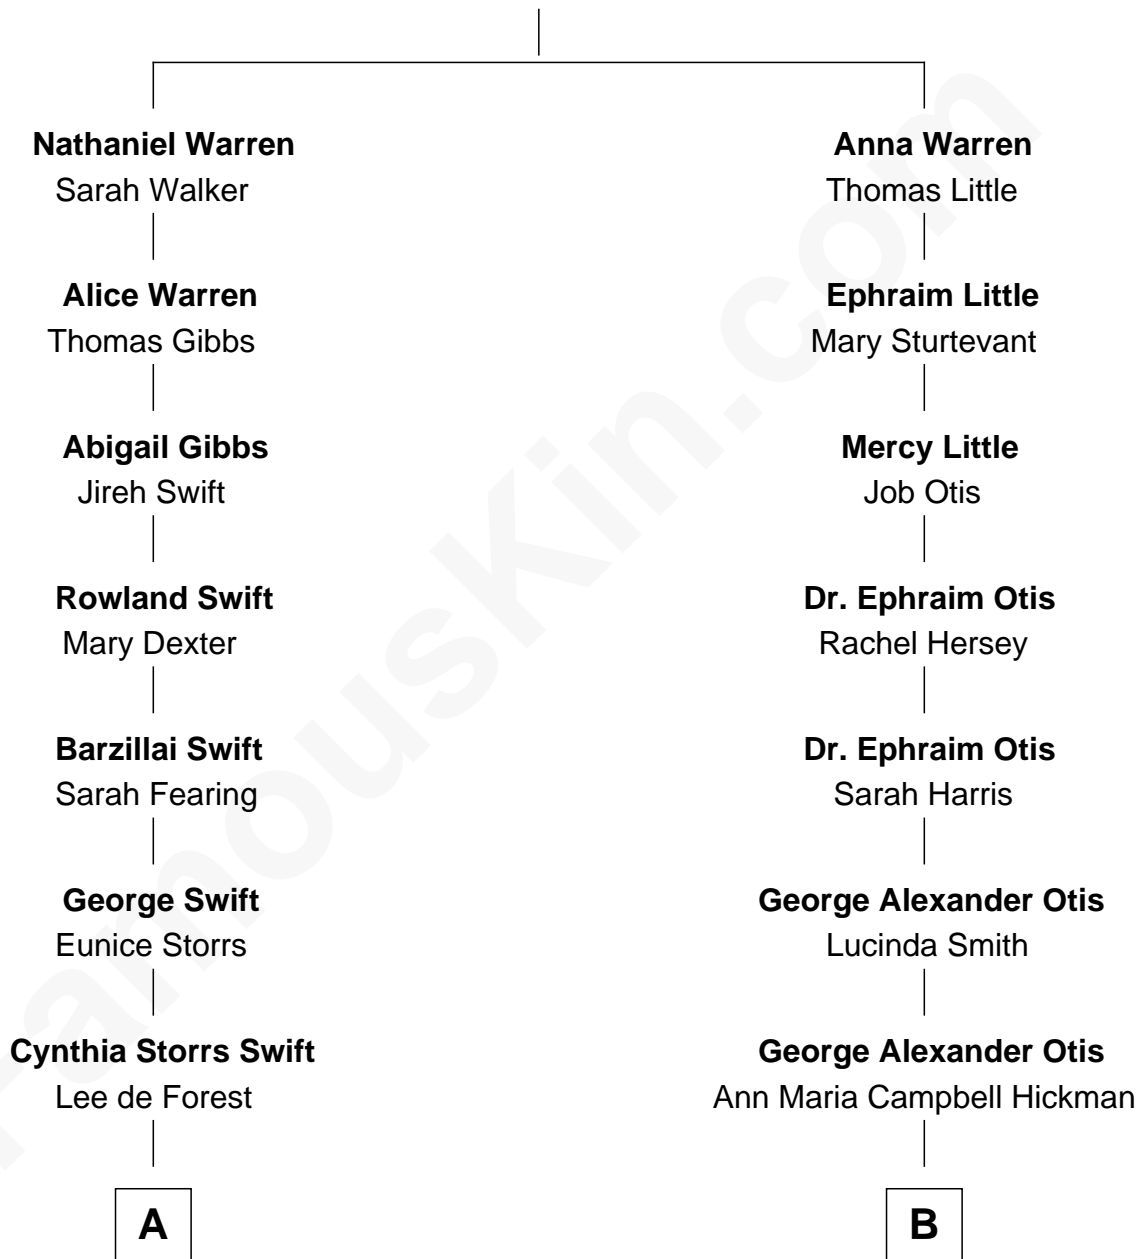 Nathaniel Warren
Sarah Walker
Alice Warren
Thomas Gibbs
Abigail Gibbs
Jireh Swift
Rowland Swift
Mary Dexter
Barzillai Swift
Sarah Fearing
George Swift
Eunice Storrs
Cynthia Storrs Swift
Lee de Forest
A
Anna Warren
Thomas Little
Ephraim Little
Mary Sturtevant
Mercy Little
Job Otis
Dr. Ephraim Otis
Rachel Hersey
Dr. Ephraim Otis
Sarah Harris
George Alexander Otis
Lucinda Smith
George Alexander Otis
Ann Maria Campbell Hickman
B
FamousKin.com